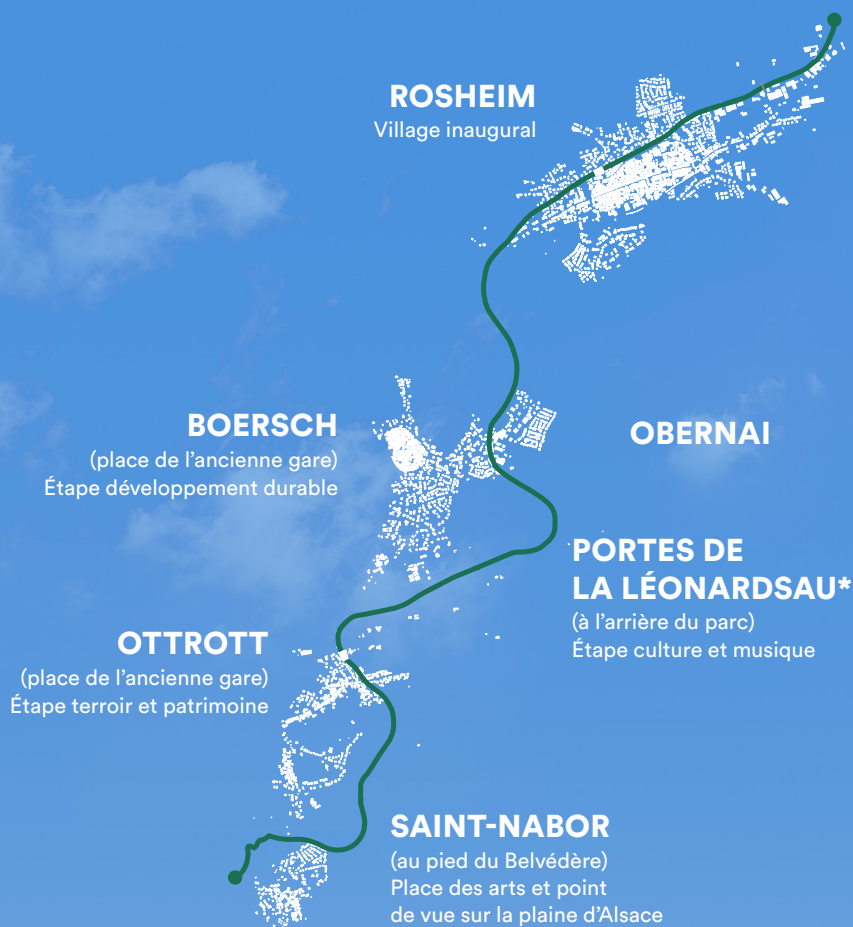 ROSHEIM
Village inaugural
BOERSCH
(place de l’ancienne gare)
Étape développement durable
OBERNAI
PORTES DE
LA LÉONARDSAU*
(à l’arrière du parc)
Étape culture et musique
OTTROTT
(place de l’ancienne gare)
Étape terroir et patrimoine
SAINT-NABOR
(au pied du Belvédère)
Place des arts et point
de vue sur la plaine d’Alsace